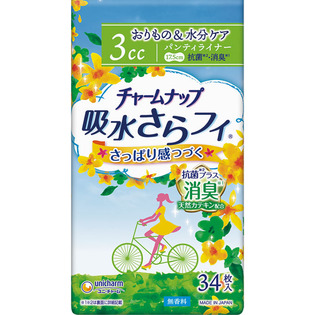 おりもの&水分ケア
3cc
パンティライナー
17.5cm 抗菌・消臭
チャームナップ
吸水さらフィ®
さっぱり感つづく
抗菌プラス
消臭
天然カテキン配合
unicharm
ユニ・チャーム
無香料
34枚入
MADE IN JAPAN